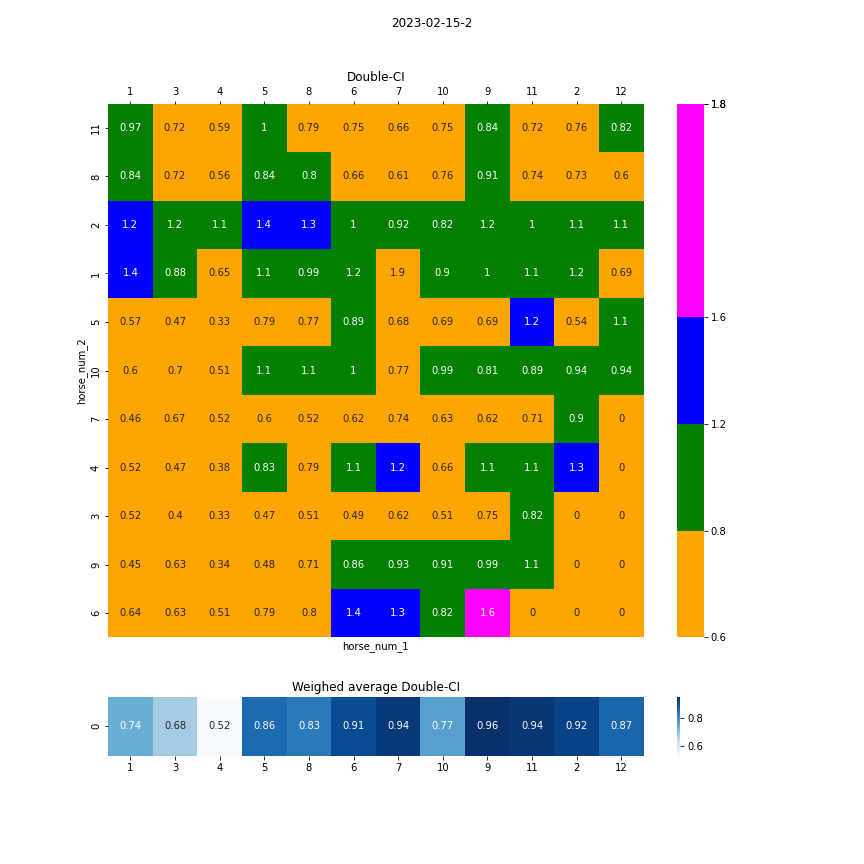 2023-02-15-2
Double-CI
1 3 4 5 8 6 7 10 9 11 2 12
11 0.97 0.72 0.59 1 0.79 0.75 0.66 0.75 0.84 0.72 0.76 0.82
8 0.84 0.72 0.56 0.84 0.8 0.66 0.61 0.76 0.91 0.74 0.73 0.6
2 1.2 1.2 1.1 1.4 1.3 1 0.92 0.82 1.2 1 1.1 1.1
1 1.4 0.88 0.65 1.1 0.99 1.2 1.9 0.9 1 1.1 1.2 0.69
5 0.57 0.47 0.33 0.79 0.77 0.89 0.68 0.69 0.69 1.2 0.54 1.1
10 0.6 0.7 0.51 1.1 1.1 1 0.77 0.99 0.81 0.89 0.94 0.94
7 0.46 0.67 0.52 0.6 0.52 0.62 0.74 0.63 0.62 0.71 0.9 0
4 0.52 0.47 0.38 0.83 0.79 1.1 1.2 0.66 1.1 1.1 1.3 0
3 0.52 0.4 0.33 0.47 0.51 0.49 0.62 0.51 0.75 0.82 0 0
9 0.45 0.63 0.34 0.48 0.71 0.86 0.93 0.91 0.99 1.1 0 0
6 0.64 0.63 0.51 0.79 0.8 1.4 1.3 0.82 1.6 0 0 0
horse_num_2
horse_num_1
1.8
1.6
1.2
0.8
0.6
Weighed average Double-CI
0 0.74 0.68 0.52 0.86 0.83 0.91 0.94 0.77 0.96 0.94 0.92 0.87
1 3 4 5 8 6 7 10 9 11 2 12
0.8
0.6